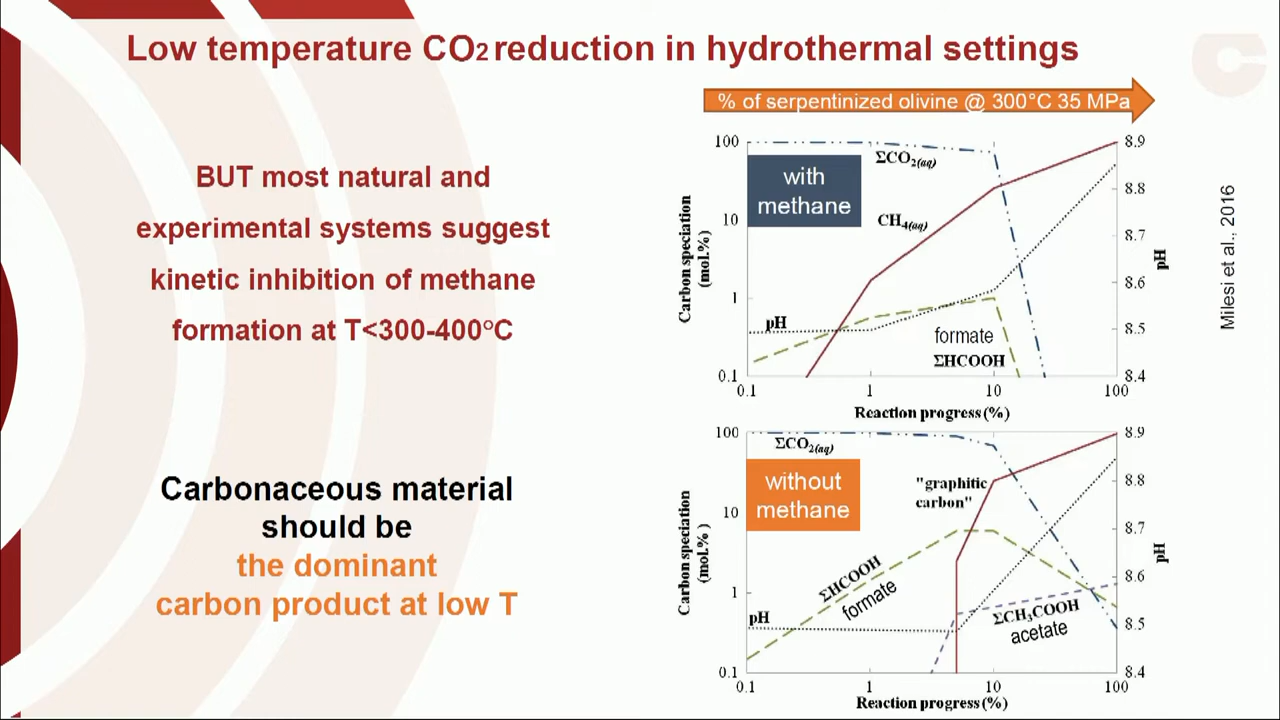 Low temperature CO2 reduction in hydrothermal settings
BUT most natural and
experimental systems suggest
kinetic inhibition of methane
formation at T<300-400°C
Carbonaceous material
should be
the dominant
carbon product at low T
% of serpentinized olivine @ 300°C 35 MPa
100
10
1
0.1
Carbon speciation
(mol.%)
with
methane
ΣCO2(aq)
CH4(aq)
pH
formate
ΣHCOOH
8.9
8.8
8.7
8.6
8.5
8.4
pH
0.1
1
10
100
Reaction progress (%)
Milesi et al., 2016
100
10
1
0.1
Carbon speciation
(mol.% )
ΣCO2(aq)
without
methane
"graphitic
carbon"
ΣHCOOH
formate
pH
ΣCH3COOH
acetate
8.9
8.8
8.7
8.6
8.5
8.4
pH
0.1
1
10
100
Reaction progress (%)